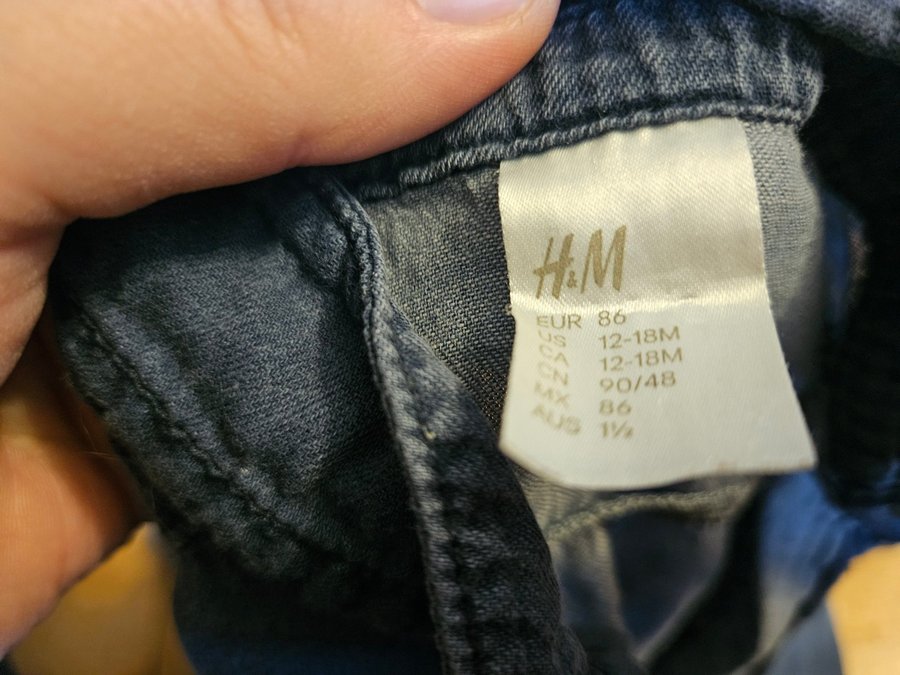 H&M
EUR 86
US 12-18M
CA 12-18M
CN 90/48
MX 86
AUS 1½